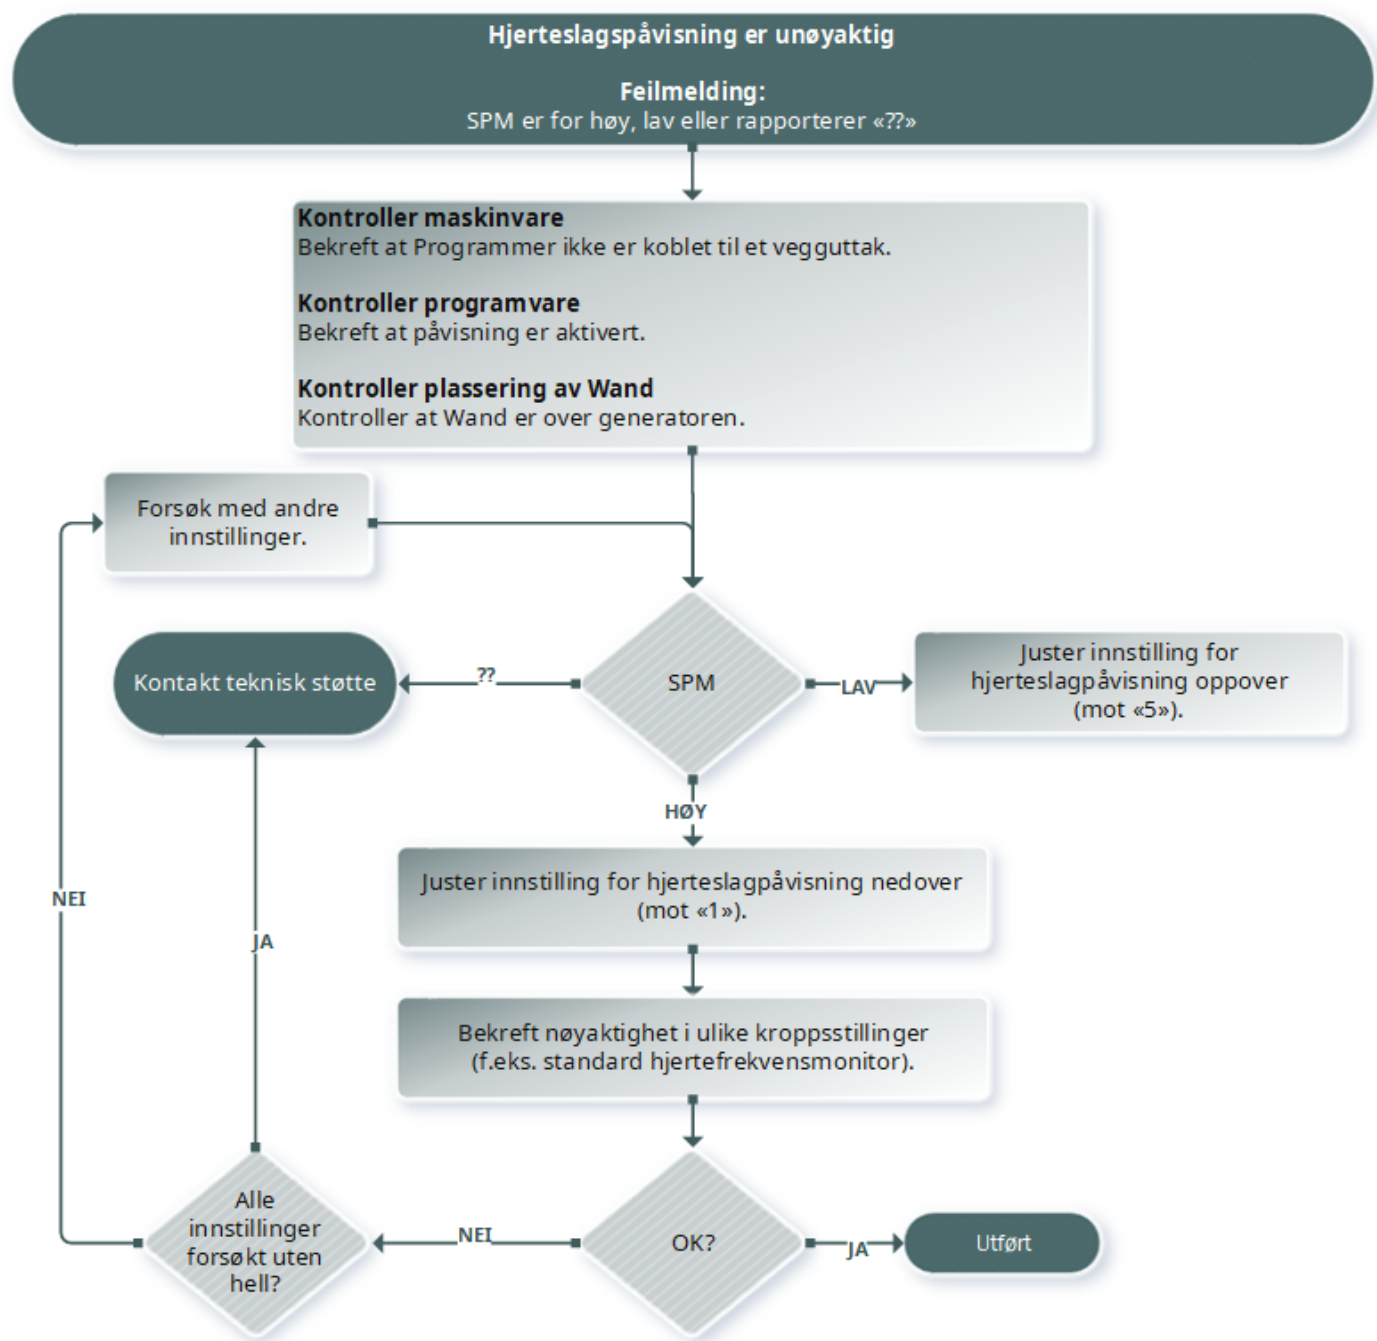 Hjerteslagspåvisning er unøyaktig
Feilmelding:
SPM er for høy, lav eller rapporterer «??»
Kontroller maskinvare
Bekreft at Programmer ikke er koblet til et vegguttak.
Kontroller programvare
Bekreft at påvisning er aktivert.
Kontroller plassering av Wand
Kontroller at Wand er over generatoren.
Forsøk med andre
innstillinger.
Kontakt teknisk støtte
??
SPM
LAV
Juster innstilling for
hjerteslagpåvisning oppover
(mot «5»).
HØY
Juster innstilling for hjerteslagpåvisning nedover
(mot «1»).
NEI
JA
Bekreft nøyaktighet i ulike kroppsstillinger
(f.eks. standard hjertefrekvensmonitor).
Alle
innstillinger
forsøkt uten
hell?
NEI
OK?
JA
Utført